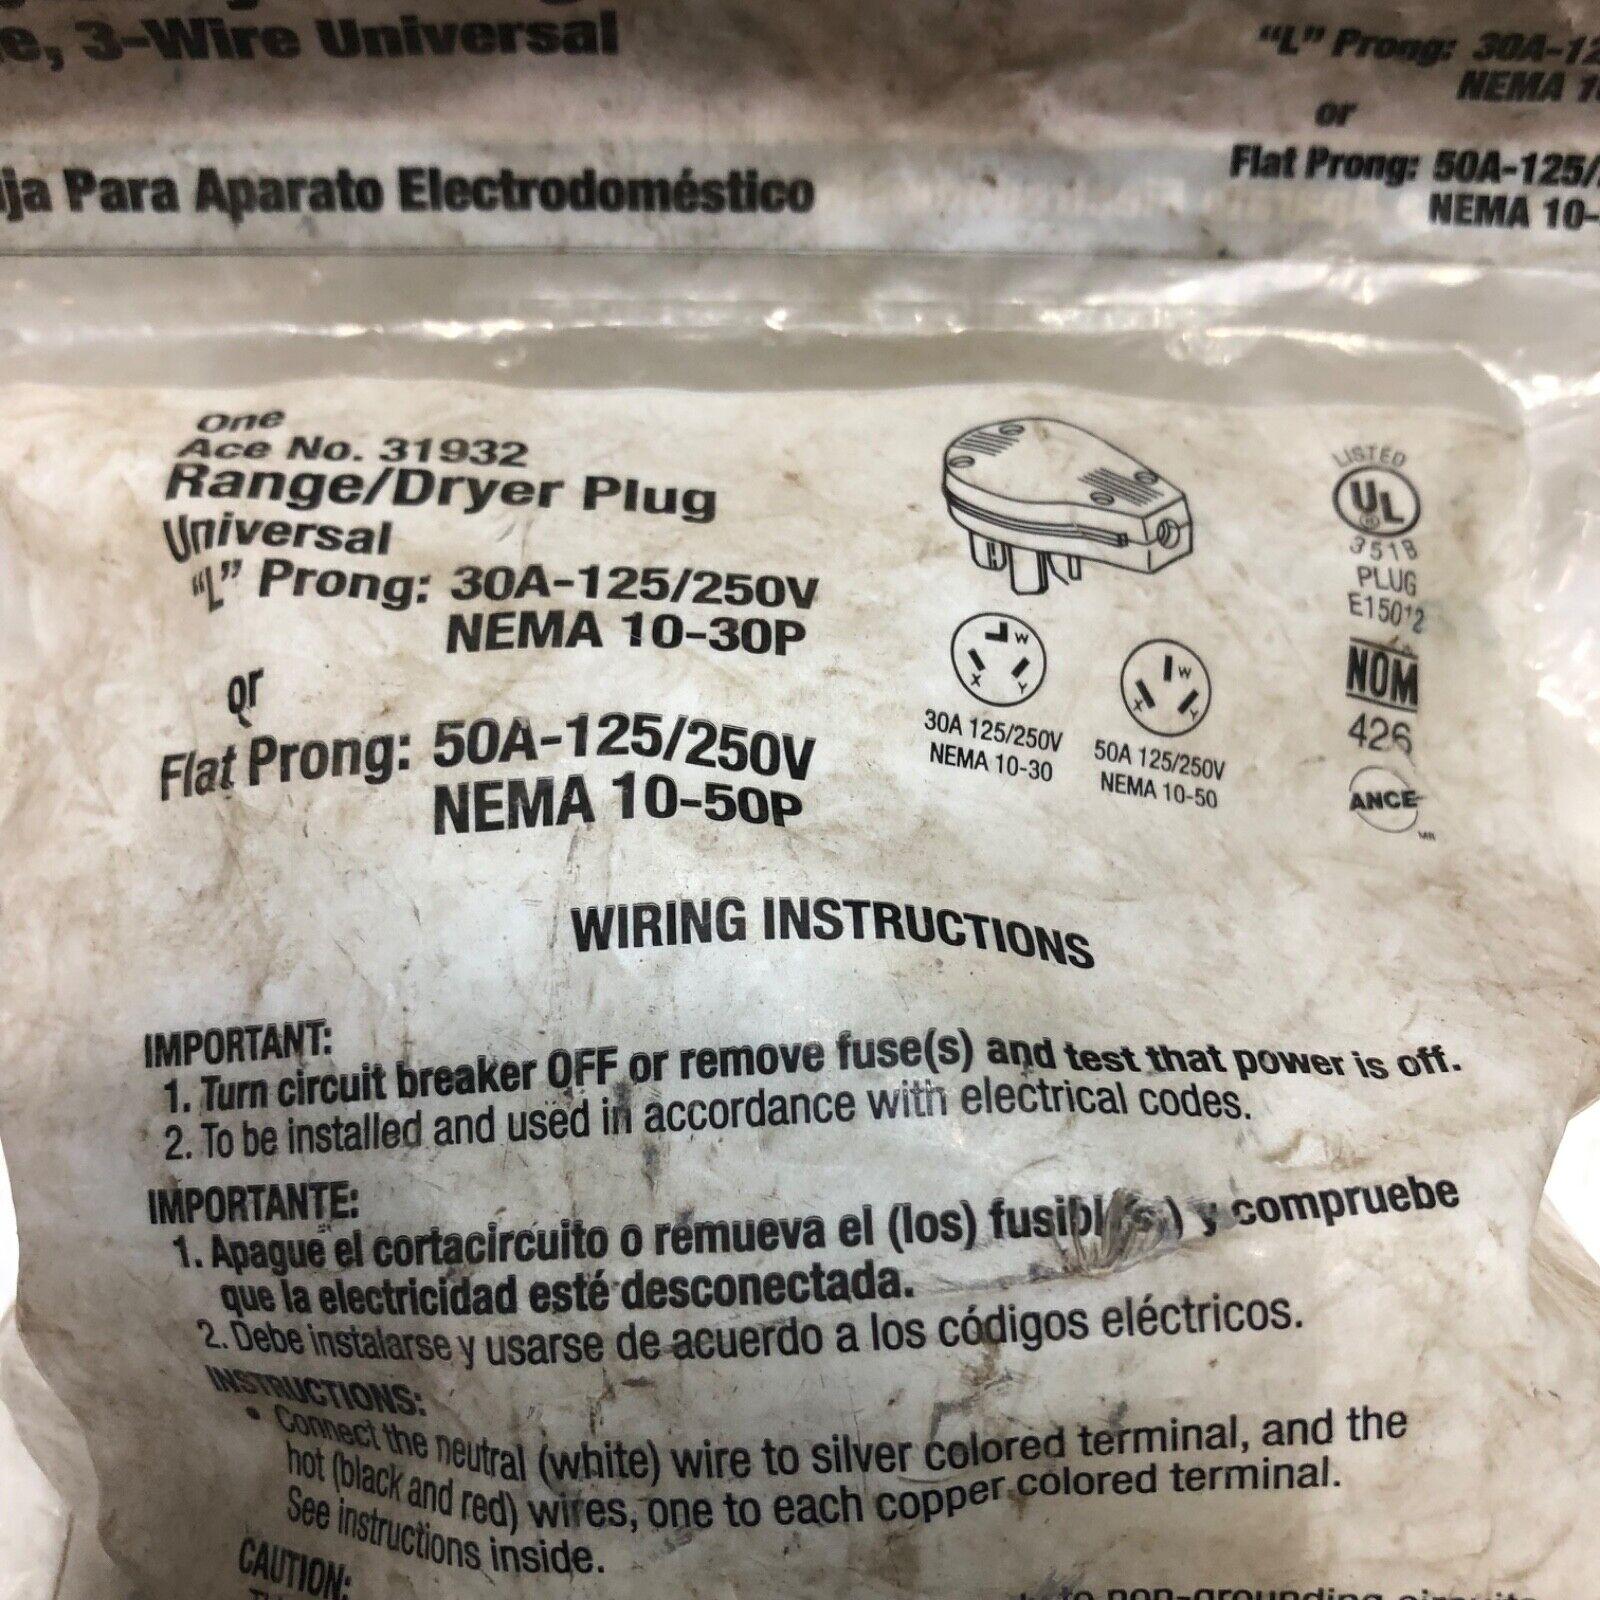 e, 3-Wire Universal
ija Para Aparato Electrodoméstico
"L" Prong: 30A-12
NEMA 1
or
Flat Prong: 50A-125/
NEMA 10-
One
Ace No. 31932
Range/Dryer Plug
Universal
"L" Prong: 30A-125/250V
NEMA 10-30P
or
Flat Prong: 50A-125/250V
NEMA 10-50P
W
X Y
30A 125/250V
NEMA 10-30
W
X Y
50A 125/250V
NEMA 10-50
LISTED
UL
®
3518
PLUG
E15012
NOM
426
ANCE
MR
WIRING INSTRUCTIONS
IMPORTANT:
1. Turn circuit breaker OFF or remove fuse(s) and test that power is off.
2. To be installed and used in accordance with electrical codes.
IMPORTANTE:
1. Apague el cortacircuito o remueva el (los) fusible(s) y compruebe
que la electricidad esté desconectada.
2. Debe instalarse y usarse de acuerdo a los códigos eléctricos.
INSTRUCTIONS:
• Connect the neutral (white) wire to silver colored terminal, and the
hot (black and red) wires, one to each copper colored terminal.
See instructions inside.
CAUTION:
to non-grounding circuits